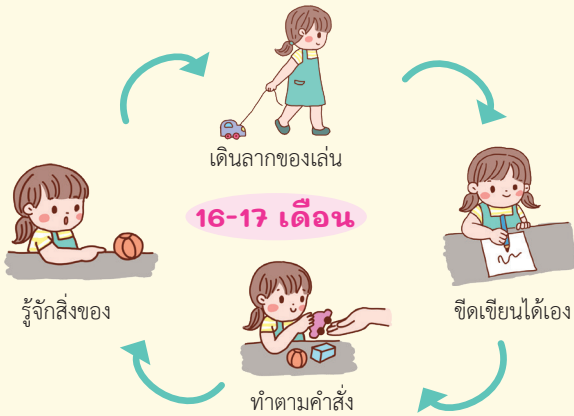 เดินลากของเล่น
16-17 เดือน
รู้จักสิ่งของ
ขีดเขียนได้เอง
ทำตามคำสั่ง